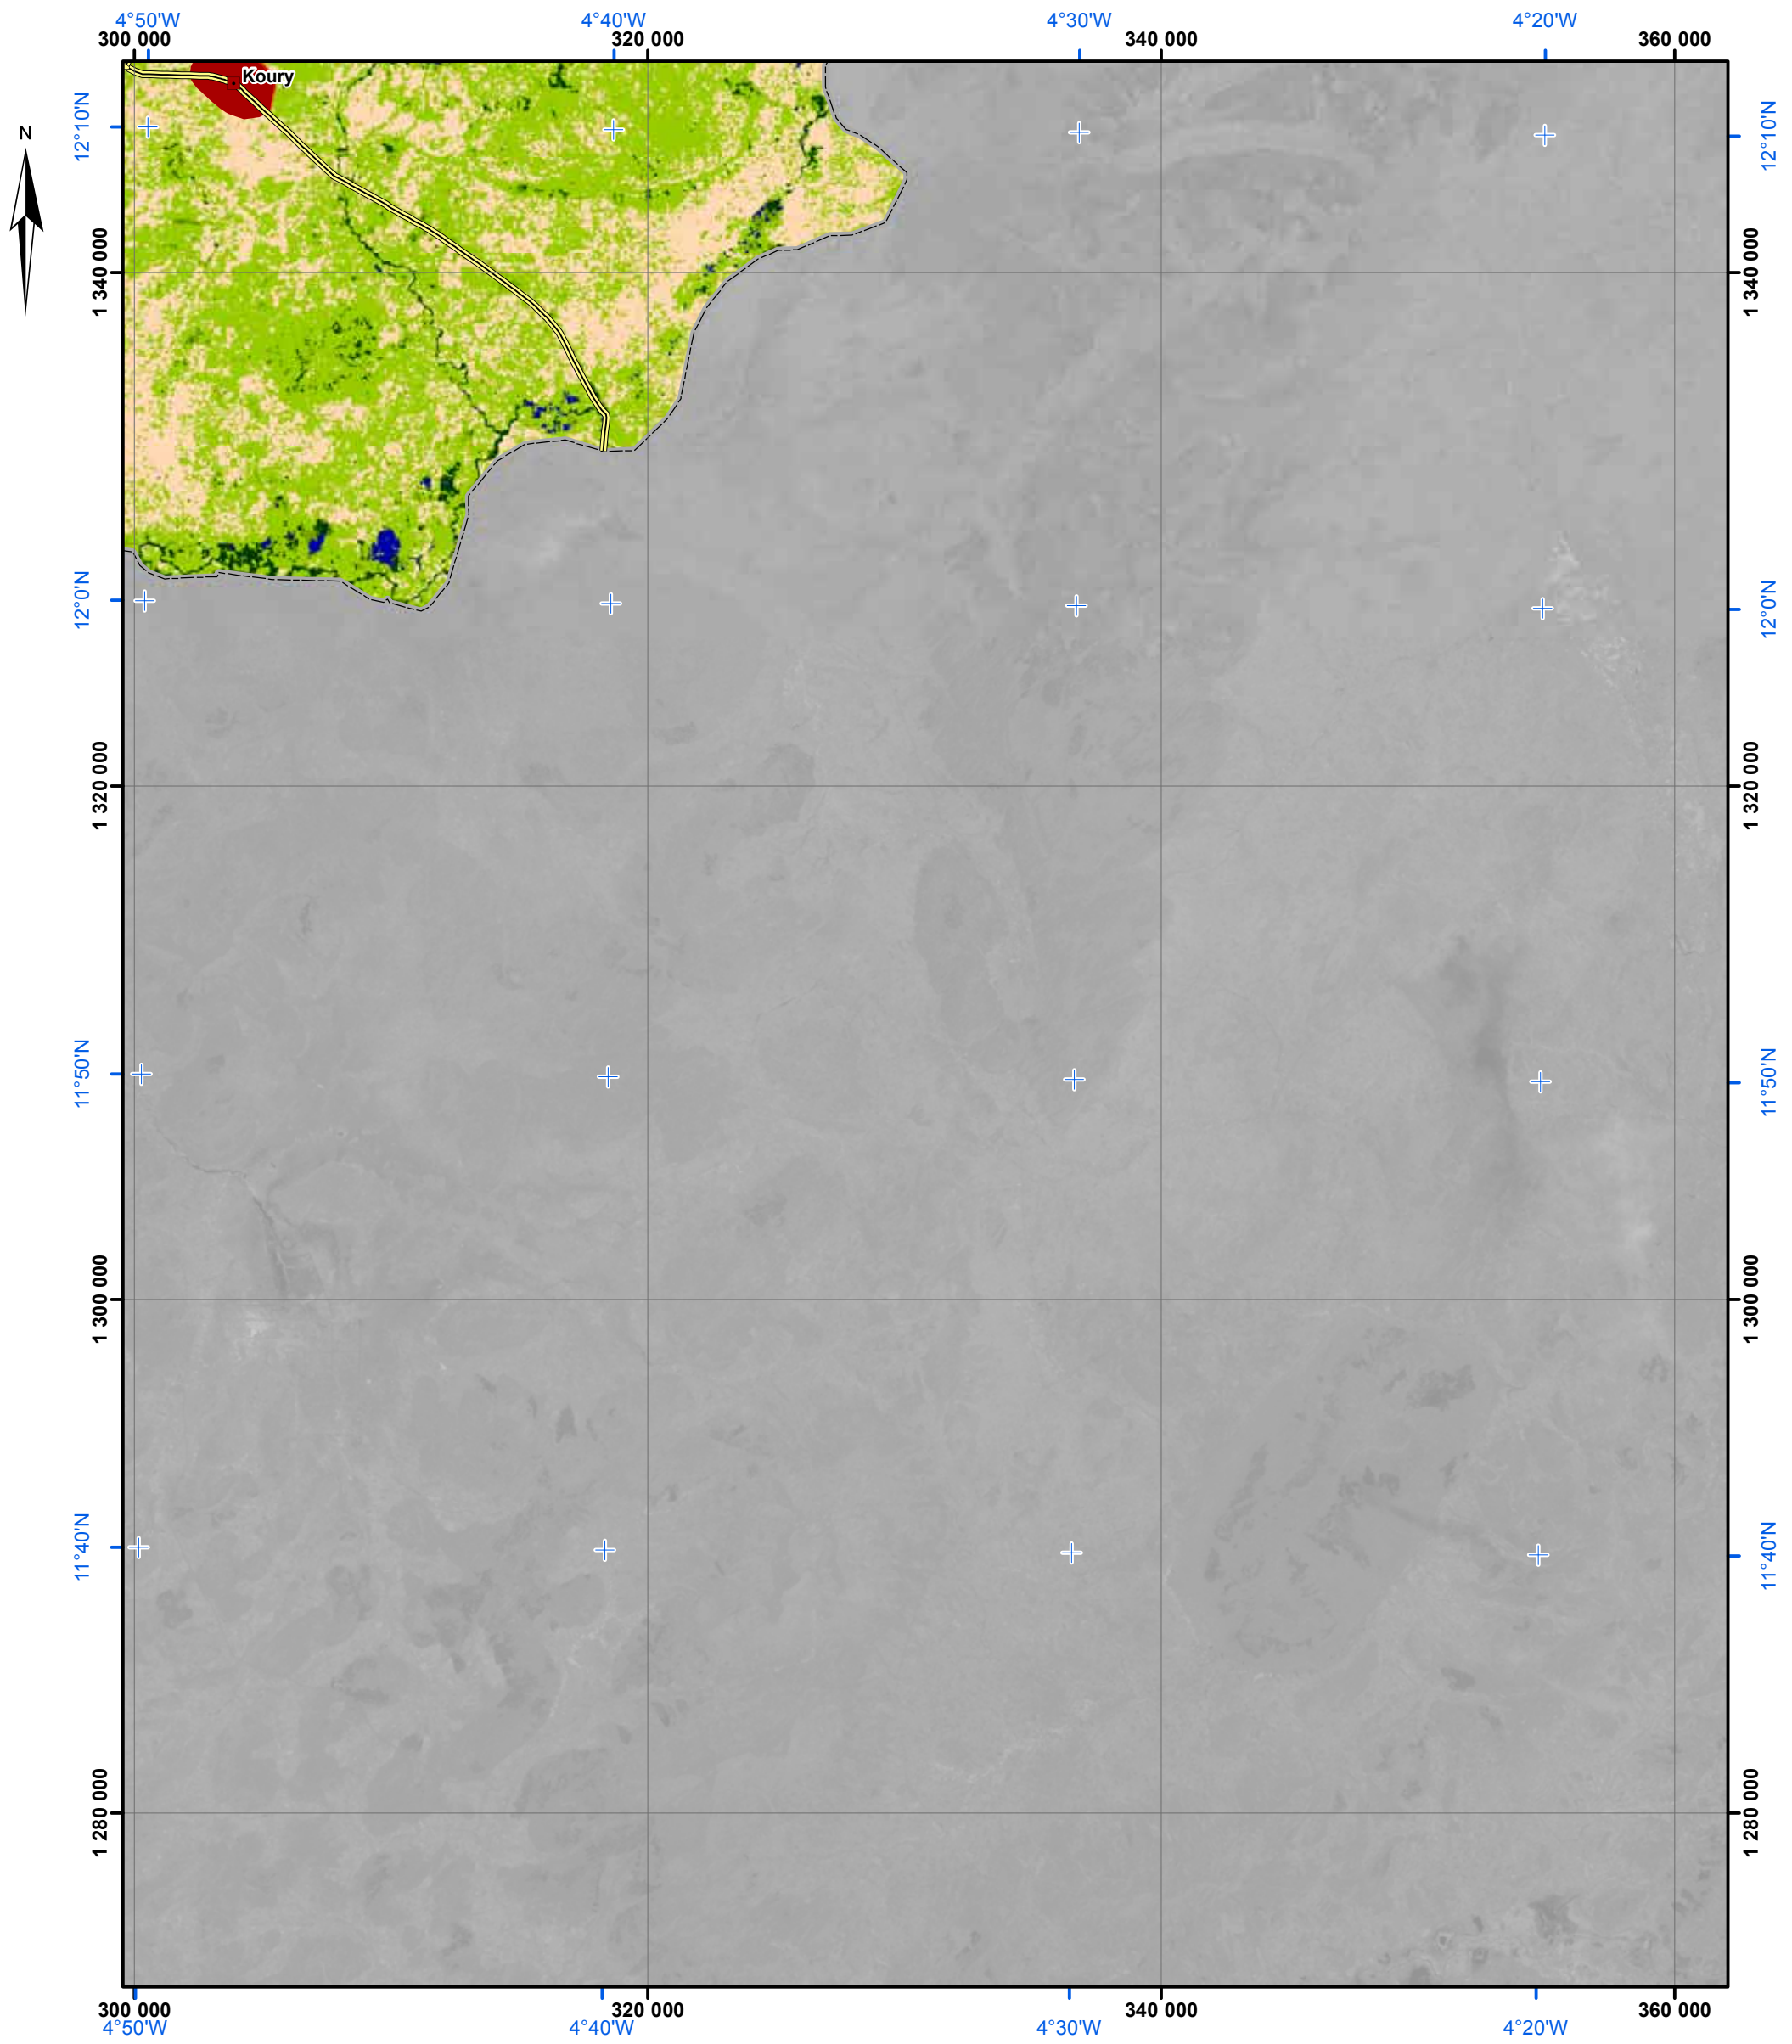 4°50'W 4°40'W 4°30'W 4°20'W
300 000 320 000 340 000 360 000
Koury
N
12°10'N 12°10'N
1 340 000 1 340 000
12°0'N 12°0'N
1 320 000 1 320 000
11°50'N 11°50'N
1 300 000 1 300 000
11°40'N 11°40'N
1 280 000 1 280 000
300 000 320 000 340 000 360 000
4°50'W 4°40'W 4°30'W 4°20'W